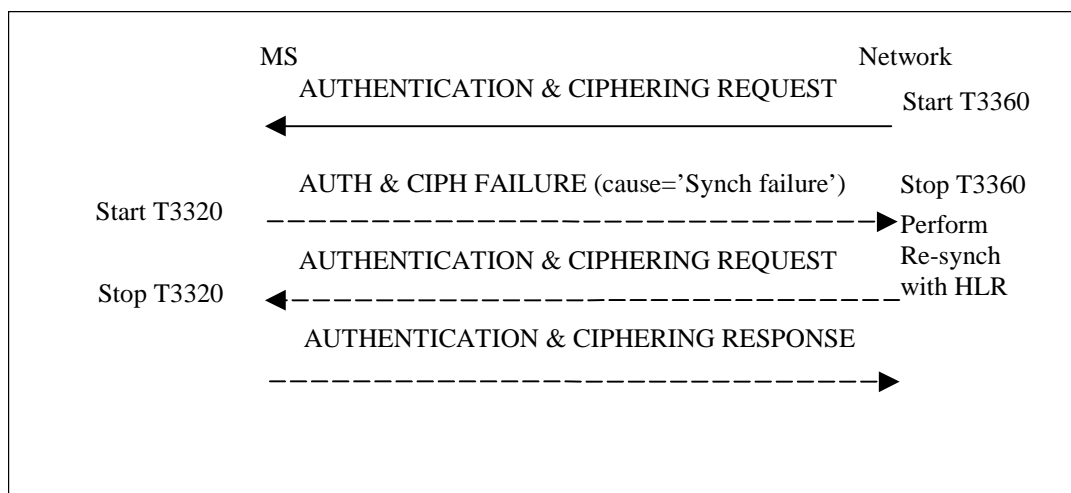 MS
Network
AUTHENTICATION & CIPHERING REQUEST
Start T3360
AUTH & CIPH FAILURE (cause=’Synch failure’)
Stop T3360
Start T3320
Perform
Re-synch
with HLR
AUTHENTICATION & CIPHERING REQUEST
Stop T3320
AUTHENTICATION & CIPHERING RESPONSE